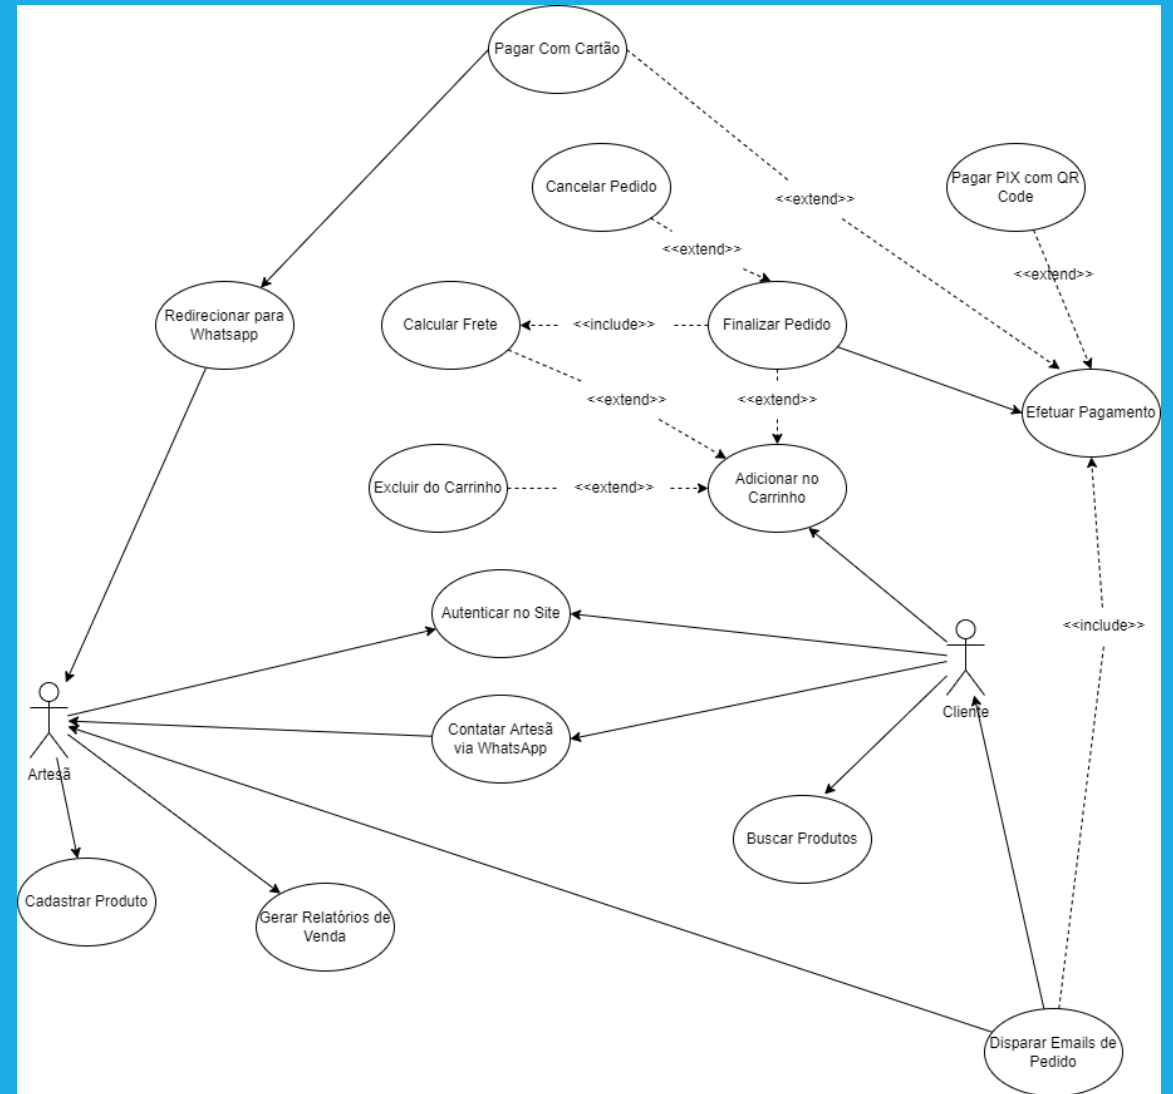 Pagar Com Cartão
Cancelar Pedido
Pagar PIX com QR
Code
<<extend>>
<<extend>>
<<extend>>
Redirecionar para
Whatsapp
Calcular Frete
<<include>>
Finalizar Pedido
<<extend>>
<<extend>>
Efetuar Pagamento
Excluir do Carrinho
<<extend>>
Adicionar no
Carrinho
Autenticar no Site
<<include>>
Contatar Artesã
via WhatsApp
Cliente
Artesã
Buscar Produtos
Cadastrar Produto
Gerar Relatórios de
Venda
Disparar Emails de
Pedido